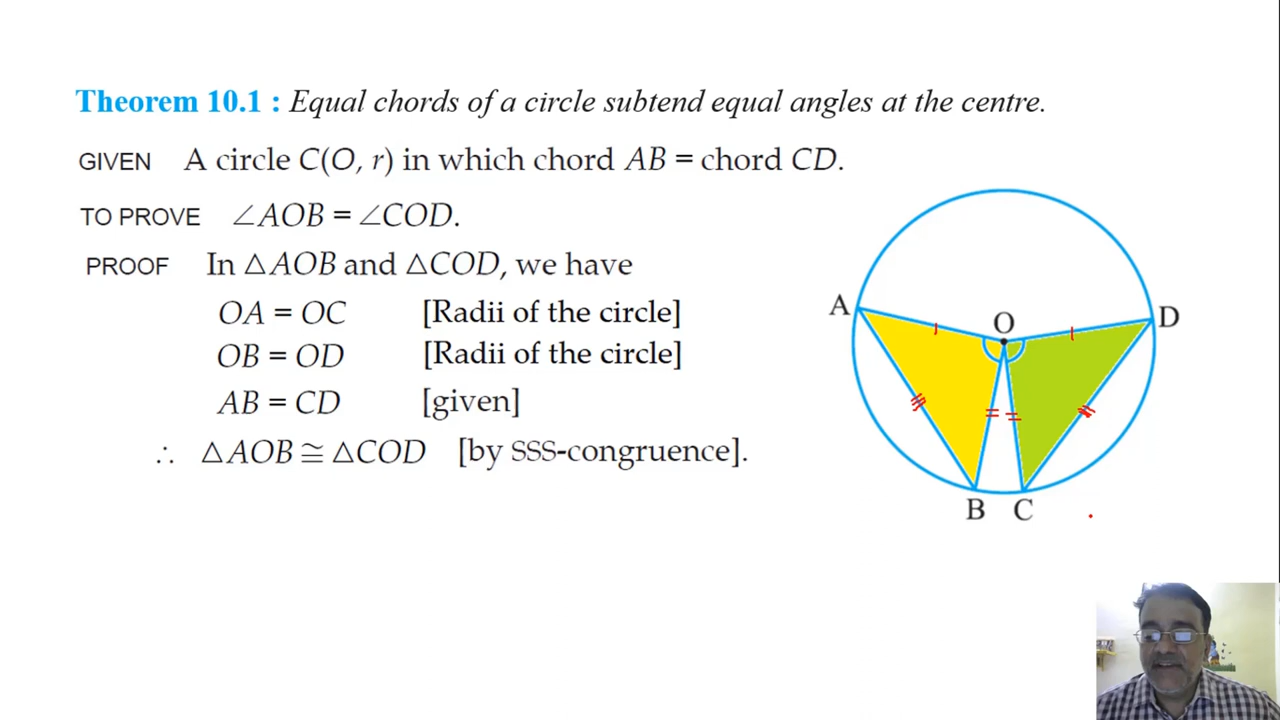 Theorem 10.1 : Equal chords of a circle subtend equal angles at the centre.
GIVEN A circle C(O, r) in which chord AB = chord CD.
TO PROVE ∠AOB = ∠COD.
PROOF In △AOB and △COD, we have
OA = OC [Radii of the circle]
OB = OD [Radii of the circle]
AB = CD [given]
∴ △AOB ≅ △COD [by SSS-congruence].
A
O
D
B C